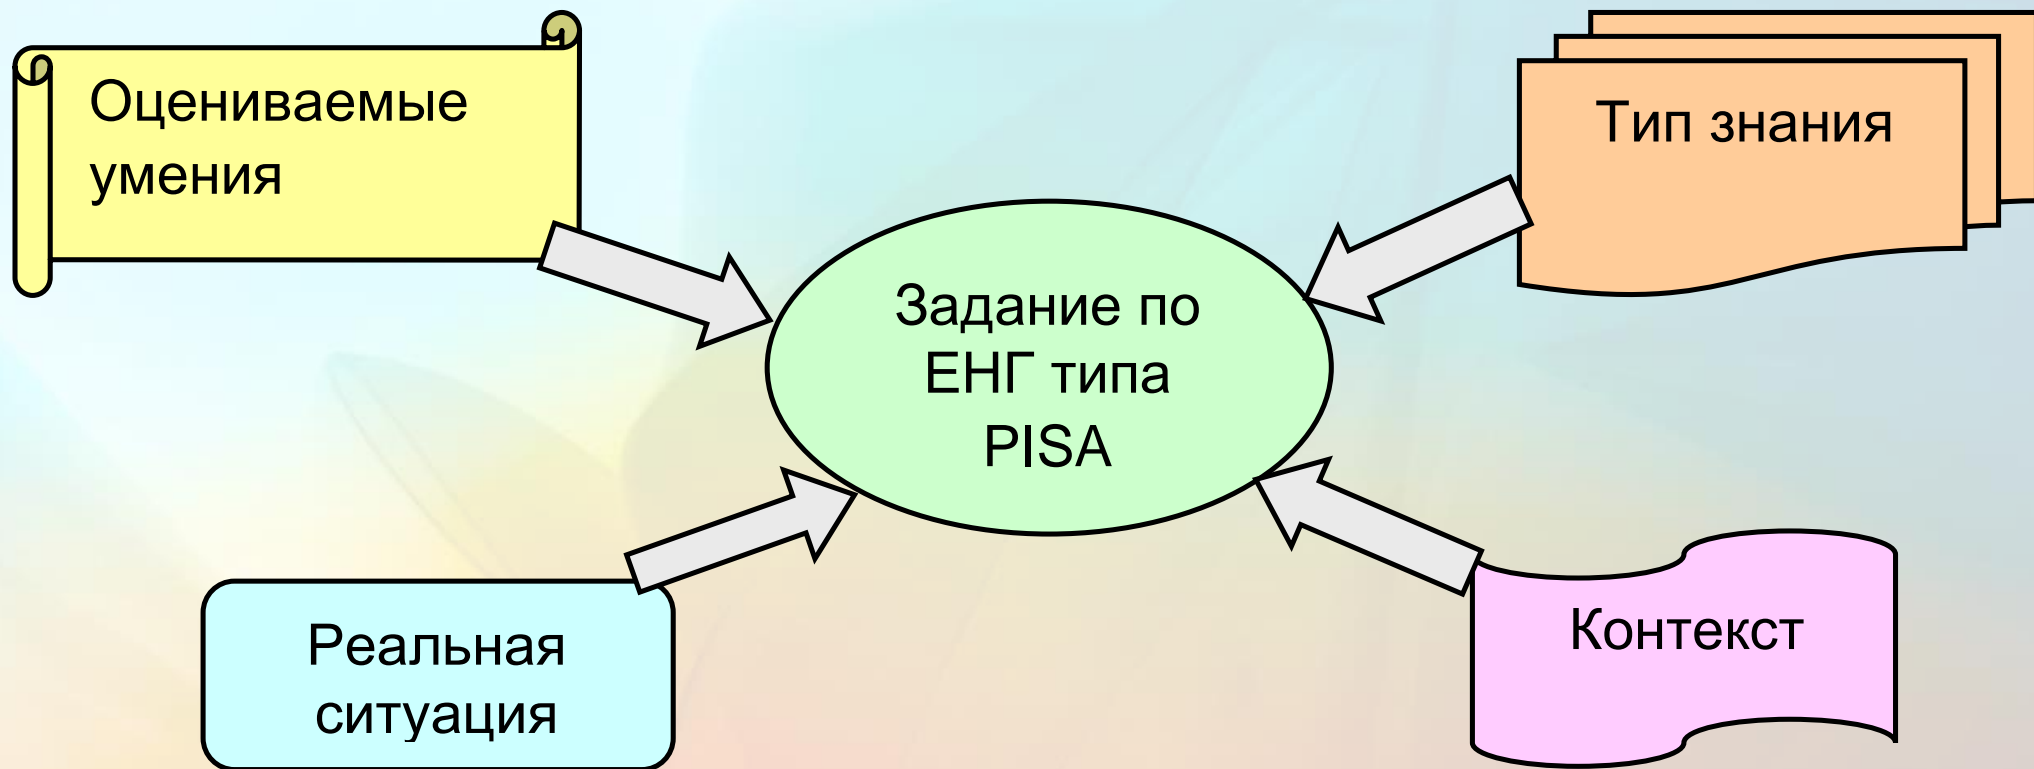 Оцениваемые
умения
Тип знания
Задание по
ЕНГ типа
PISA
Реальная
ситуация
Контекст